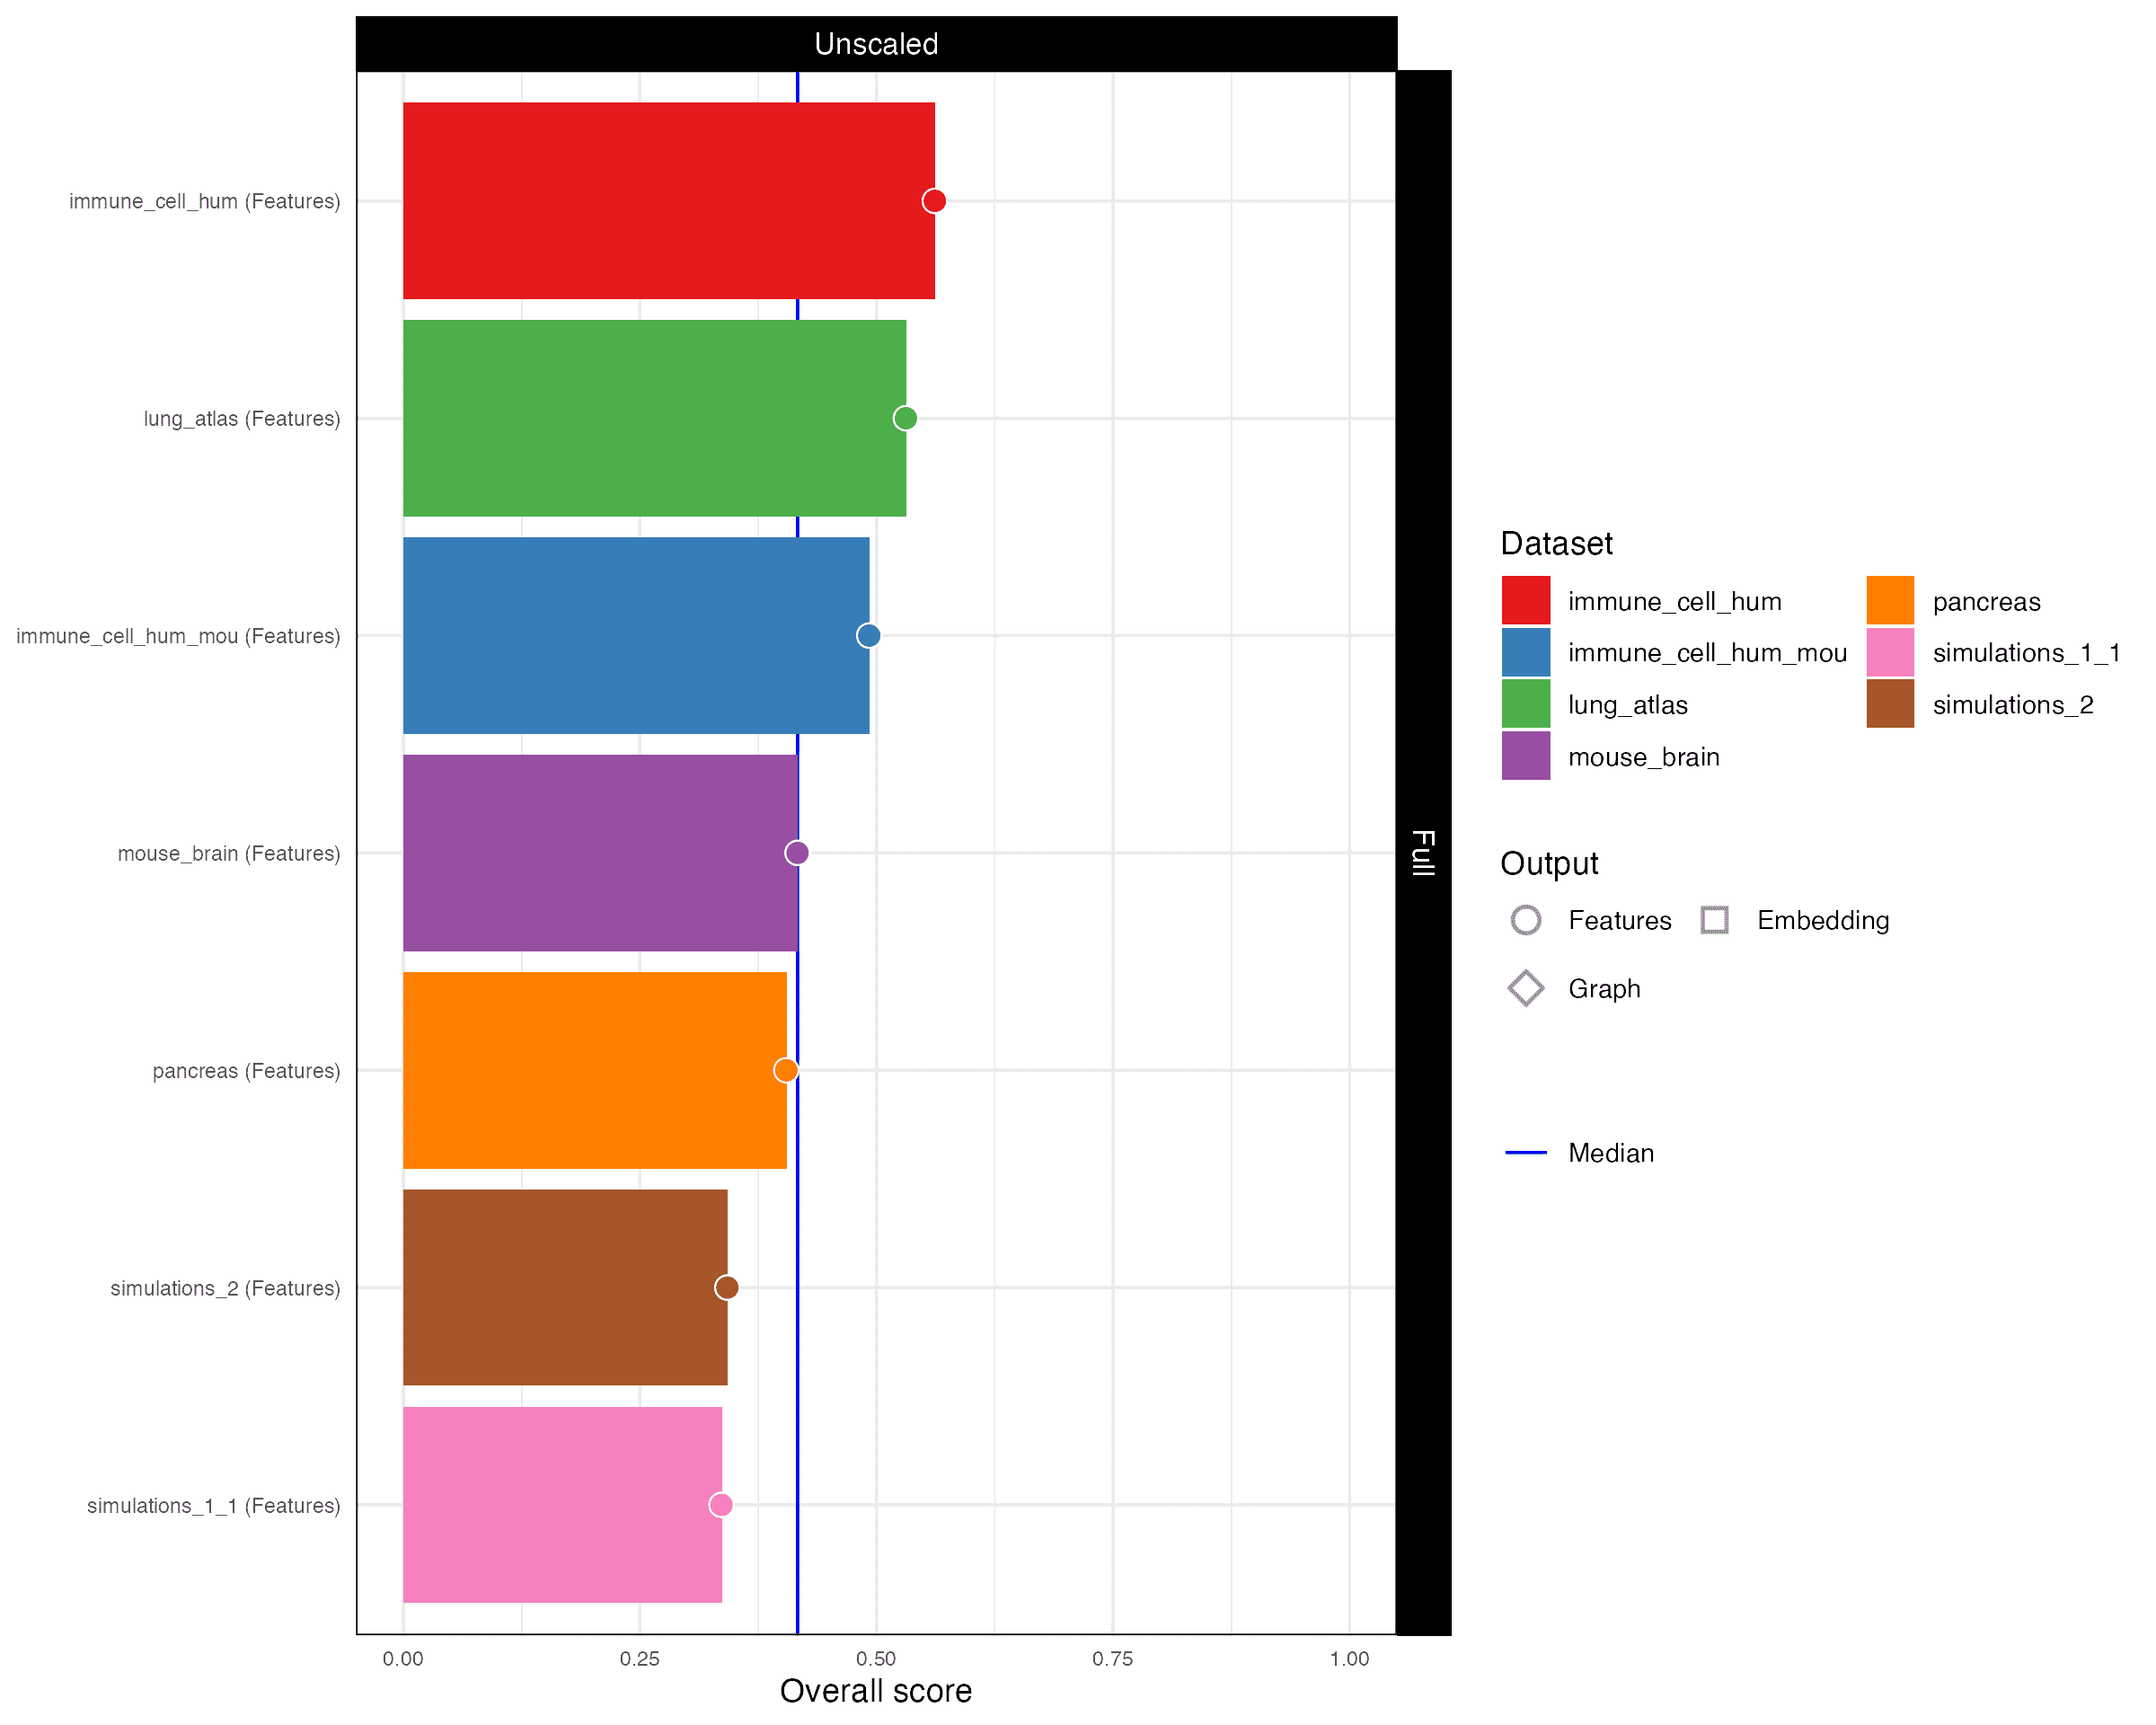 Unscaled
immune_cell_hum (Features)
lung_atlas (Features)
immune_cell_hum_mou (Features)
mouse_brain (Features)
pancreas (Features)
simulations_2 (Features)
simulations_1_1 (Features)
Full
0.00 0.25 0.50 0.75 1.00
Overall score
Dataset
immune_cell_hum pancreas
immune_cell_hum_mou simulations_1_1
lung_atlas simulations_2
mouse_brain
Output
Features Embedding
Graph
Median